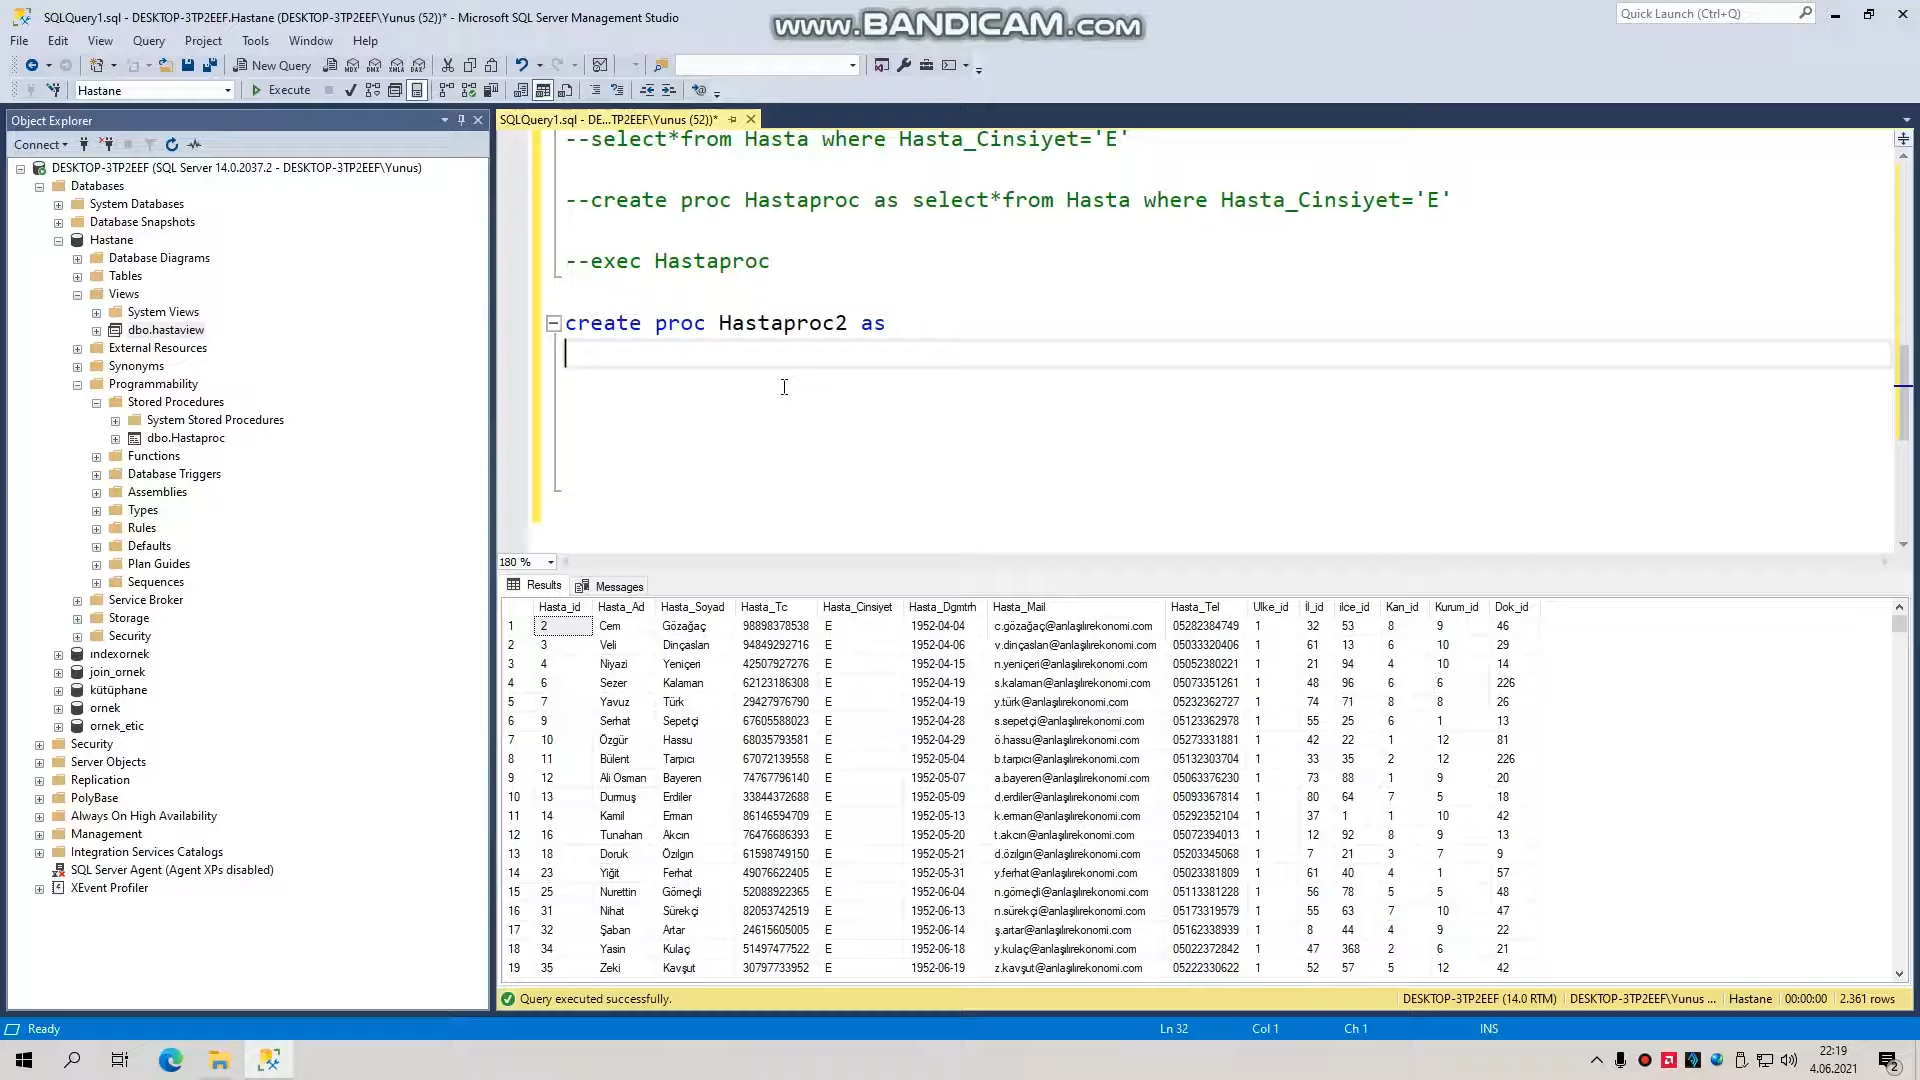 SQLQuery1.sql - DESKTOP-3TP2EEF.Hastane (DESKTOP-3TP2EEF\Yunus (52))* - Microsoft SQL Server Management Studio
www.BANDICAM.com
Quick Launch (Ctrl+Q)
File Edit View Query Project Tools Window Help
New Query
Hastane Execute
Object Explorer
SQLQuery1.sql - DE...TP2EEF\Yunus (52))*
Connect
DESKTOP-3TP2EEF (SQL Server 14.0.2037.2 - DESKTOP-3TP2EEF\Yunus)
Databases
System Databases
Database Snapshots
Hastane
Database Diagrams
Tables
Views
System Views
dbo.hastaview
External Resources
Synonyms
Programmability
Stored Procedures
System Stored Procedures
dbo.Hastaproc
Functions
Database Triggers
Assemblies
Types
Rules
Defaults
Plan Guides
Sequences
Service Broker
Storage
Security
ındexornek
join_ornek
kütüphane
ornek
ornek_etic
Security
Server Objects
Replication
PolyBase
Always On High Availability
Management
Integration Services Catalogs
SQL Server Agent (Agent XPs disabled)
XEvent Profiler
--select*from Hasta where Hasta_Cinsiyet='E'
--create proc Hastaproc as select*from Hasta where Hasta_Cinsiyet='E'
--exec Hastaproc
create proc Hastaproc2 as
180 %
Results Messages
Hasta_id Hasta_Ad Hasta_Soyad Hasta_Tc Hasta_Cinsiyet Hasta_Dgmtrh Hasta_Mail Hasta_Tel Ulke_id İl_id ilce_id Kan_id Kurum_id Dok_id
1 2 Cem Gözağaç 98898378538 E 1952-04-04 c.gözağaç@anlaşılırekonomi.com 05282384749 1 32 53 8 9 46
2 3 Veli Dinçaslan 94849292716 E 1952-04-06 v.dinçaslan@anlaşılırekonomi.com 05033320406 1 61 13 6 10 29
3 4 Niyazi Yeniçeri 42507927276 E 1952-04-15 n.yeniçeri@anlaşılırekonomi.com 05052380221 1 21 94 4 10 14
4 6 Sezer Kalaman 62123186308 E 1952-04-19 s.kalaman@anlaşılırekonomi.com 05073351261 1 48 96 6 6 226
5 7 Yavuz Türk 29427976790 E 1952-04-19 y.türk@anlaşılırekonomi.com 05232362727 1 74 71 8 8 26
6 9 Serhat Sepetçi 67605588023 E 1952-04-28 s.sepetçi@anlaşılırekonomi.com 05123362978 1 55 25 6 1 13
7 10 Özgür Hassu 68035793581 E 1952-04-29 ö.hassu@anlaşılırekonomi.com 05273331881 1 42 22 1 12 81
8 11 Bülent Tarpıcı 67072139558 E 1952-05-04 b.tarpıcı@anlaşılırekonomi.com 05132303704 1 33 35 2 12 226
9 12 Ali Osman Bayeren 74767796140 E 1952-05-07 a.bayeren@anlaşılırekonomi.com 05063376230 1 73 88 1 9 20
10 13 Durmuş Erdiler 33844372688 E 1952-05-09 d.erdiler@anlaşılırekonomi.com 05093367814 1 80 64 7 5 18
11 14 Kamil Erman 86146594709 E 1952-05-13 k.erman@anlaşılırekonomi.com 05292352104 1 37 1 1 10 42
12 16 Tunahan Akcın 76476686393 E 1952-05-20 t.akcın@anlaşılırekonomi.com 05072394013 1 12 92 8 9 13
13 18 Doruk Özılgın 61598749150 E 1952-05-21 d.özılgın@anlaşılırekonomi.com 05203345068 1 7 21 3 7 9
14 23 Yiğit Ferhat 49076622405 E 1952-05-31 y.ferhat@anlaşılırekonomi.com 05023381809 1 61 40 4 1 57
15 25 Nurettin Görneçli 52088922365 E 1952-06-04 n.görneçli@anlaşılırekonomi.com 05113381228 1 56 78 5 5 48
16 31 Nihat Sürekçi 82053742519 E 1952-06-13 n.sürekçi@anlaşılırekonomi.com 05173319579 1 55 63 7 10 47
17 32 Şaban Artar 24615605005 E 1952-06-14 ş.artar@anlaşılırekonomi.com 05162338939 1 8 44 4 9 22
18 34 Yasin Kulaç 51497477522 E 1952-06-18 y.kulaç@anlaşılırekonomi.com 05022372842 1 47 368 2 6 21
19 35 Zeki Kavşut 30797733952 E 1952-06-19 z.kavşut@anlaşılırekonomi.com 05222330622 1 52 57 5 12 42
Query executed successfully. DESKTOP-3TP2EEF (14.0 RTM) DESKTOP-3TP2EEF\Yunus ... Hastane 00:00:00 2.361 rows
Ready Ln 32 Col 1 Ch 1 INS
22:19
4.06.2021
2